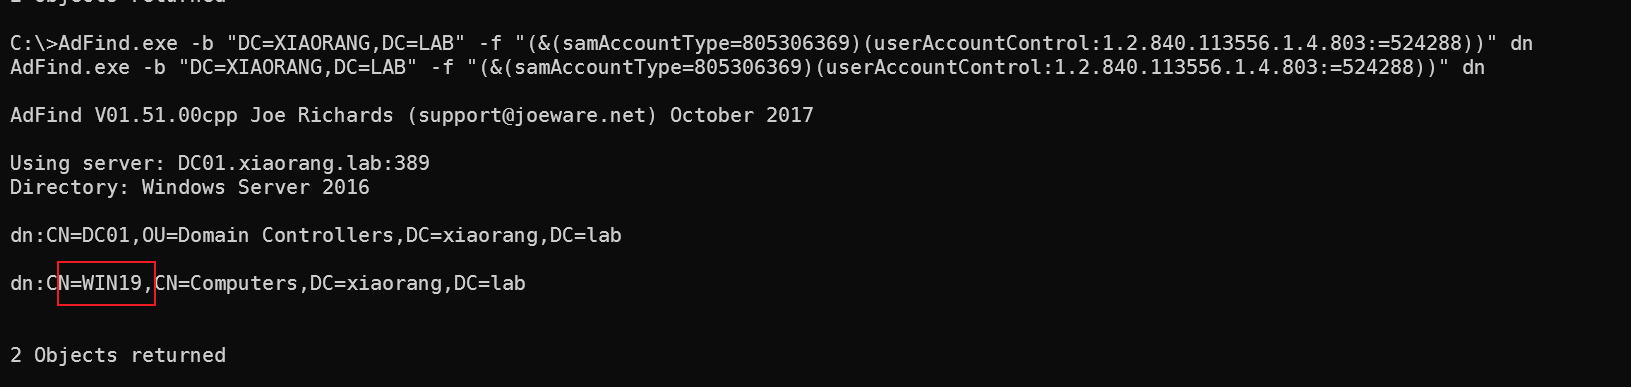 2 Objects returned
C:\>AdFind.exe -b "DC=XIAORANG,DC=LAB" -f "(&(samAccountType=805306369)(userAccountControl:1.2.840.113556.1.4.803:=524288))" dn
AdFind.exe -b "DC=XIAORANG,DC=LAB" -f "(&(samAccountType=805306369)(userAccountControl:1.2.840.113556.1.4.803:=524288))" dn
AdFind V01.51.00cpp Joe Richards (support@joeware.net) October 2017
Using server: DC01.xiaorang.lab:389
Directory: Windows Server 2016
dn:CN=DC01,OU=Domain Controllers,DC=xiaorang,DC=lab
dn:CN=WIN19,CN=Computers,DC=xiaorang,DC=lab
2 Objects returned